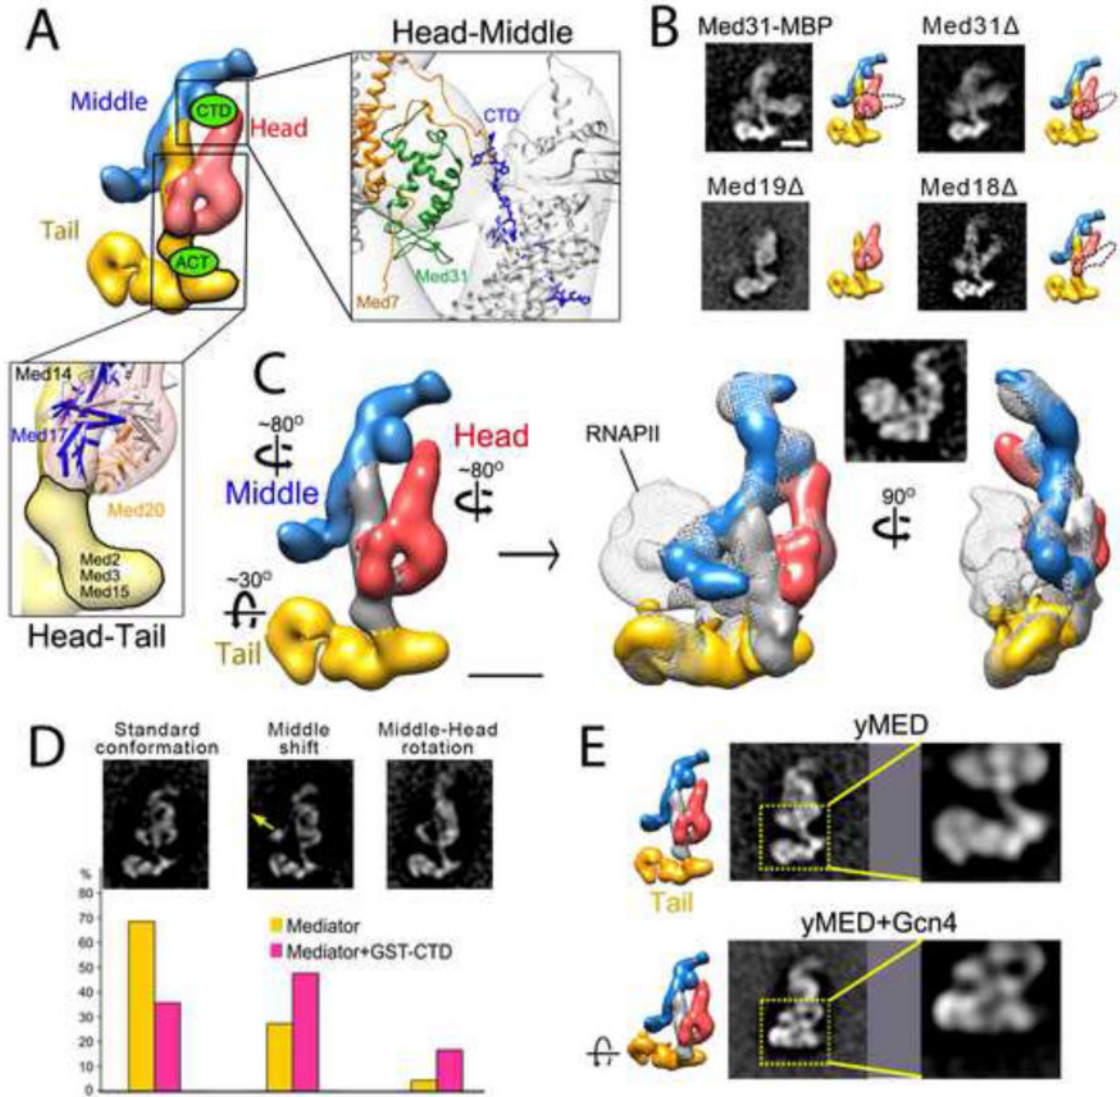 A
Middle
CTD
Head
Tail
ACT
Head-Middle
CTD
Med31
Med7
B
Med31-MBP
Med31Δ
Med19Δ
Med18Δ
Med14
Med17
Med20
Med2
Med3
Med15
Head-Tail
C
~80°
Middle
Head
~80°
~30°
Tail
RNAPII
90°
D
Standard
conformation
Middle
shift
Middle-Head
rotation
%
80
70
60
50
40
30
20
10
0
Mediator
Mediator+GST-CTD
E
yMED
Tail
yMED+Gcn4